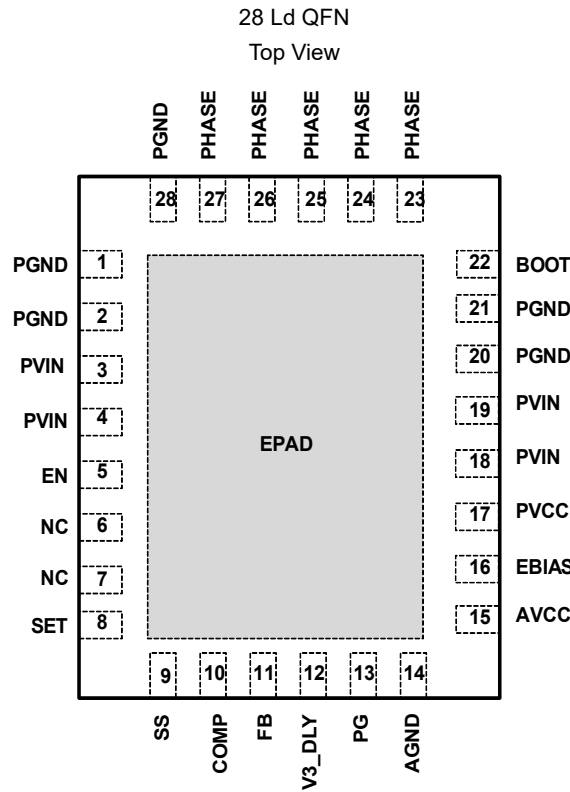 28 Ld QFN
Top View
PGND
PHASE
PHASE
PHASE
PHASE
PHASE
28
27
26
25
24
23
PGND
1
PGND
2
PVIN
3
PVIN
4
EN
5
NC
6
NC
7
SET
8
EPAD
22
BOOT
21
PGND
20
PGND
19
PVIN
18
PVIN
17
PVCC
16
EBIAS
15
AVCC
9
10
11
12
13
14
SS
COMP
FB
V3_DLY
PG
AGND